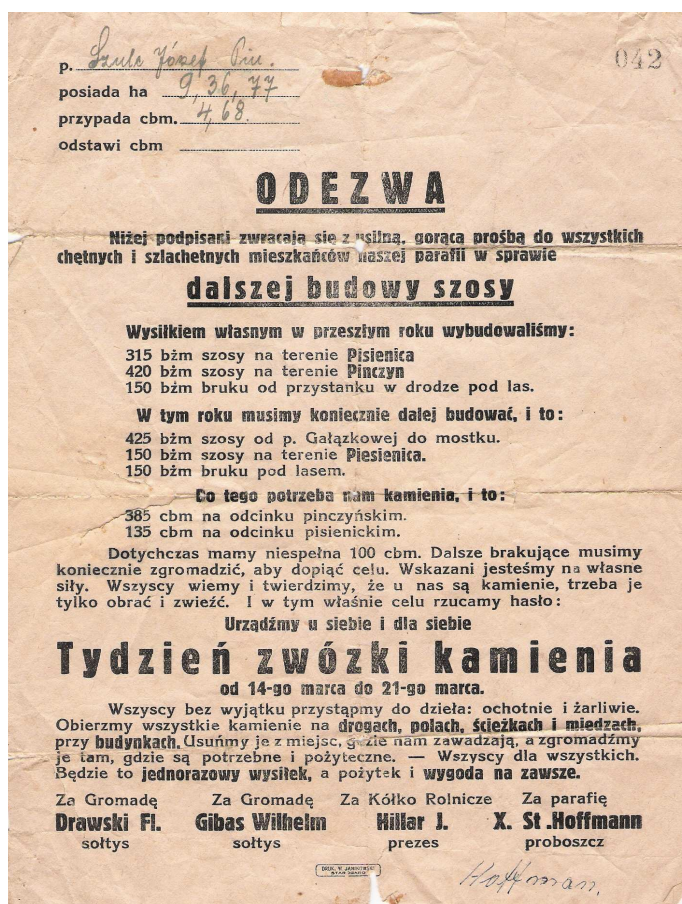 p. Szulc Józef Pin.
042
posiada ha 9,36,77
przypada cbm. 4,68.
odstawi cbm
ODEZWA
Niżej podpisani zwracają się z usilną, gorącą prośbą do wszystkich
chętnych i szlachetnych mieszkańców naszej parafii w sprawie
dalszej budowy szosy
Wysiłkiem własnym w przeszłym roku wybudowaliśmy:
315 bżm szosy na terenie Pisienica
420 bżm szosy na terenie Pinczyn
150 bżm bruku od przystanku w drodze pod las.
W tym roku musimy koniecznie dalej budować, i to:
425 bżm szosy od p. Gałązkowej do mostku.
150 bżm szosy na terenie Piesienica.
150 bżm bruku pod lasem.
Do tego potrzeba nam kamienia, i to:
385 cbm na odcinku pinczyńskim.
135 cbm na odcinku pisienickim.
Dotychczas mamy niespełna 100 cbm. Dalsze brakujące musimy
koniecznie zgromadzić, aby dopiąć celu. Wskazani jesteśmy na własne
siły. Wszyscy wiemy i twierdzimy, że u nas są kamienie, trzeba je
tylko obrać i zwieźć. I w tym właśnie celu rzucamy hasło:
Urządźmy u siebie i dla siebie
Tydzień zwózki kamienia
od 14-go marca do 21-go marca.
Wszyscy bez wyjątku przystąpmy do dzieła: ochotnie i żarliwie.
Obierzmy wszystkie kamienie na drogach, polach, ścieżkach i miedzach,
przy budynkach. Usuńmy je z miejsc, gdzie nam zawadzają, a zgromadźmy
je tam, gdzie są potrzebne i pożyteczne. — Wszyscy dla wszystkich.
Będzie to jednorazowy wysiłek, a pożytek i wygoda na zawsze.
Za Gromadę Za Gromadę Za Kółko Rolnicze Za parafię
Drawski Fl. Gibas Wilhelm Hillar J. X. St .Hoffmann
sołtys sołtys prezes proboszcz
DRUK. W. 
STAROGARD
Hoffman.